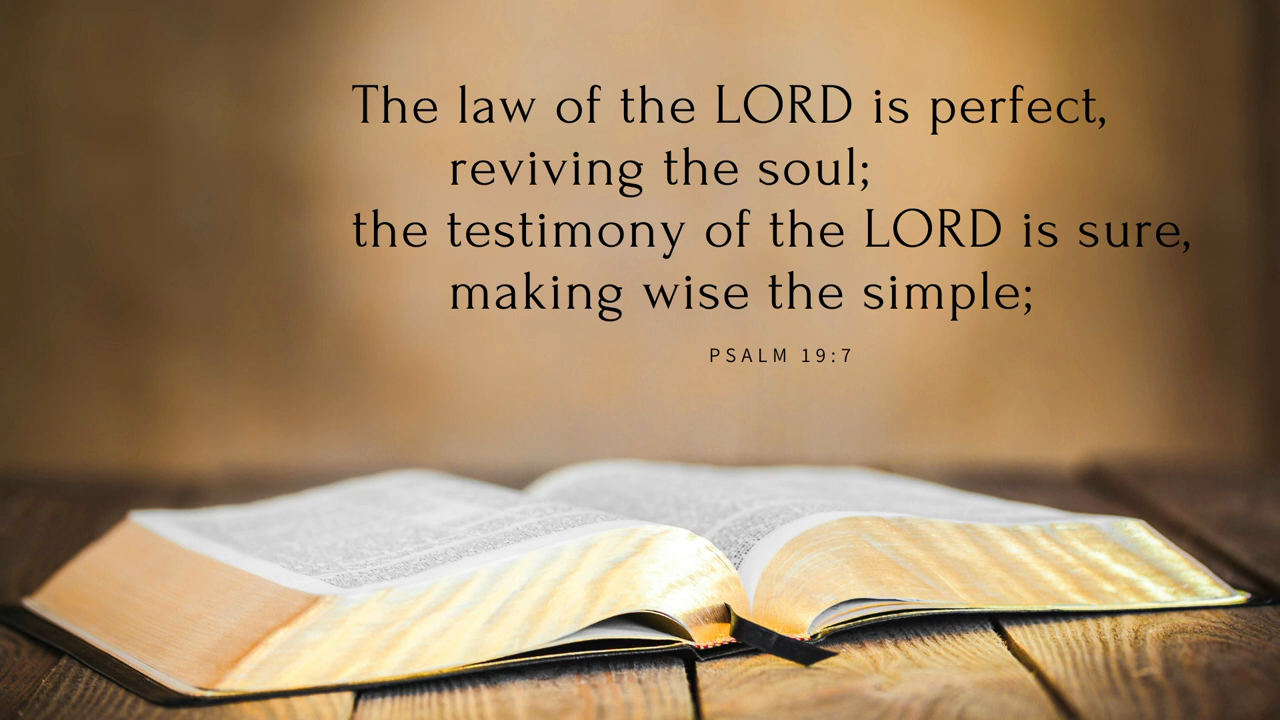 The law of the LORD is perfect,
reviving the soul;
the testimony of the LORD is sure,
making wise the simple;
PSALM 19:7